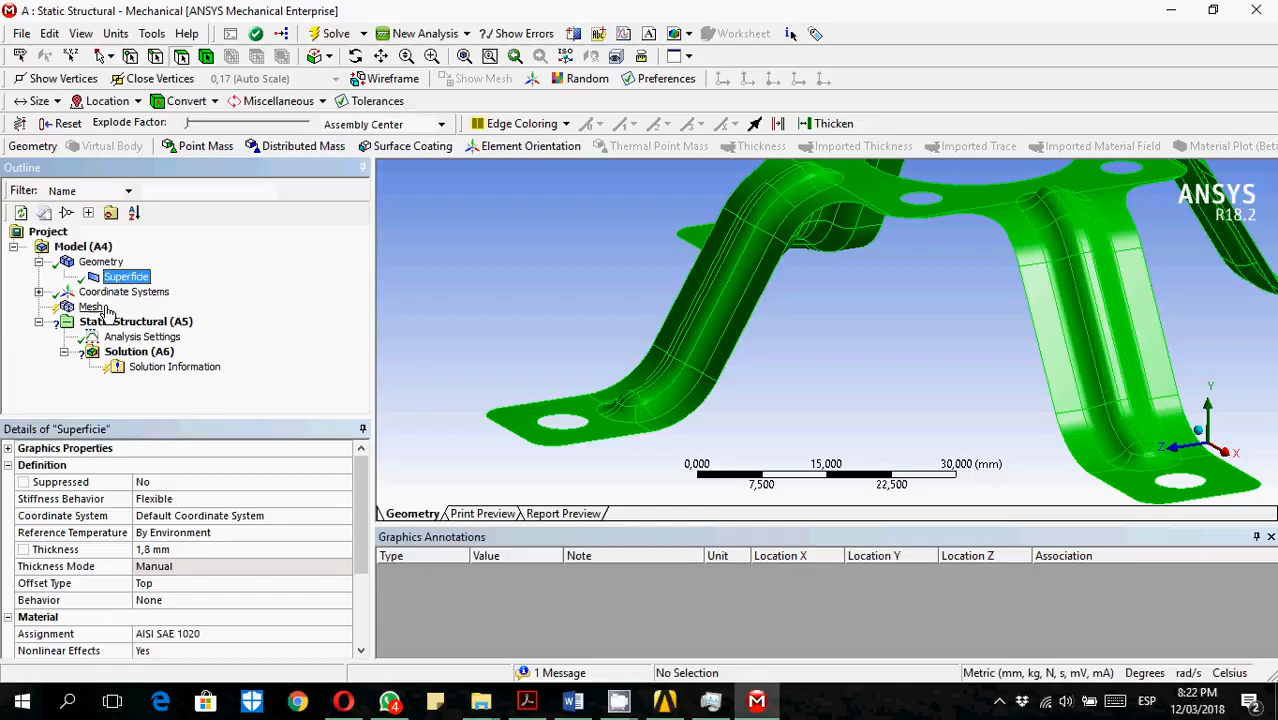 A : Static Structural - Mechanical [ANSYS Mechanical Enterprise]
File Edit View Units Tools Help Solve New Analysis ?/ Show Errors Worksheet
Show Vertices Close Vertices 0,17 (Auto Scale) Wireframe Show Mesh Random Preferences
Size Location Convert Miscellaneous Tolerances
Reset Explode Factor: Assembly Center Edge Coloring Thicken
Geometry Virtual Body Point Mass Distributed Mass Surface Coating Element Orientation Thermal Point Mass Thickness Imported Thickness Imported Trace Imported Material Field Material Plot (Bet
Outline
Filter: Name
Project
Model (A4)
Geometry
Superficie
Coordinate Systems
Mesh
Static Structural (A5)
Analysis Settings
Solution (A6)
Solution Information
ANSYS
R18.2
Y
Z
X
0,000 15,000 30,000 (mm)
7,500 22,500
Geometry Print Preview Report Preview
Details of "Superficie"
Graphics Properties
Definition
Suppressed No
Stiffness Behavior Flexible
Coordinate System Default Coordinate System
Reference Temperature By Environment
Thickness 1,8 mm
Thickness Mode Manual
Offset Type Top
Behavior None
Material
Assignment AISI SAE 1020
Nonlinear Effects Yes
Graphics Annotations
Type Value Note Unit Location X Location Y Location Z Association
1 Message No Selection Metric (mm, kg, N, s, mV, mA) Degrees rad/s Celsius
ESP
8:22 PM
12/03/2018
4
2